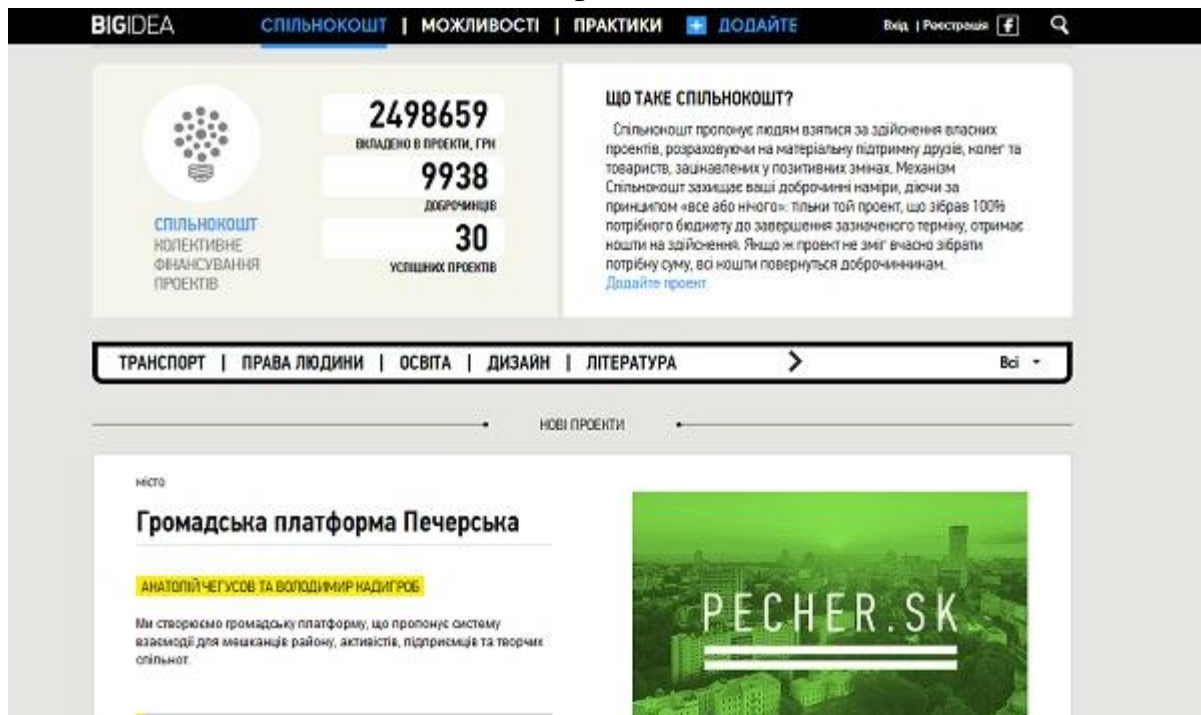 BIGIDEA СПІЛЬНОКОШТ | МОЖЛИВОСТІ | ПРАКТИКИ + ДОДАЙТЕ Вхід | Реєстрація f
2498659
ВКЛАДЕНО В ПРОЕКТИ, ГРН
9938
ДОБРОЧИНЦІВ
30
УСПІШНИХ ПРОЕКТІВ
СПІЛЬНОКОШТ
КОЛЕКТИВНЕ
ФІНАНСУВАННЯ
ПРОЕКТІВ
ЩО ТАКЕ СПІЛЬНОКОШТ?
Спільнокошт пропонує людям взятися за здійснення власних
проектів, розраховуючи на матеріальну підтримку друзів, колег та
товариств, зацікавлених у позитивних змінах. Механізм
Спільнокошт захищає ваші доброчинні наміри, діючи за
принципом «все або нічого»: тільки той проект, що зібрав 100%
потрібного бюджету до завершення зазначеного терміну, отримає
кошти на здійснення. Якщо ж проект не зміг вчасно зібрати
потрібну суму, всі кошти повернуться доброчинникам.
Додайте проект
ТРАНСПОРТ | ПРАВА ЛЮДИНИ | ОСВІТА | ДИЗАЙН | ЛІТЕРАТУРА Всі
НОВІ ПРОЕКТИ
місто
Громадська платформа Печерська
АНАТОЛІЙ ЧЕГУСОВ ТА ВОЛОДИМИР КАДИГРОБ
Ми створюємо громадську платформу, що пропонує систему
взаємодії для мешканців району, активістів, підприємців та творчих
спільнот.
PECHER.SK